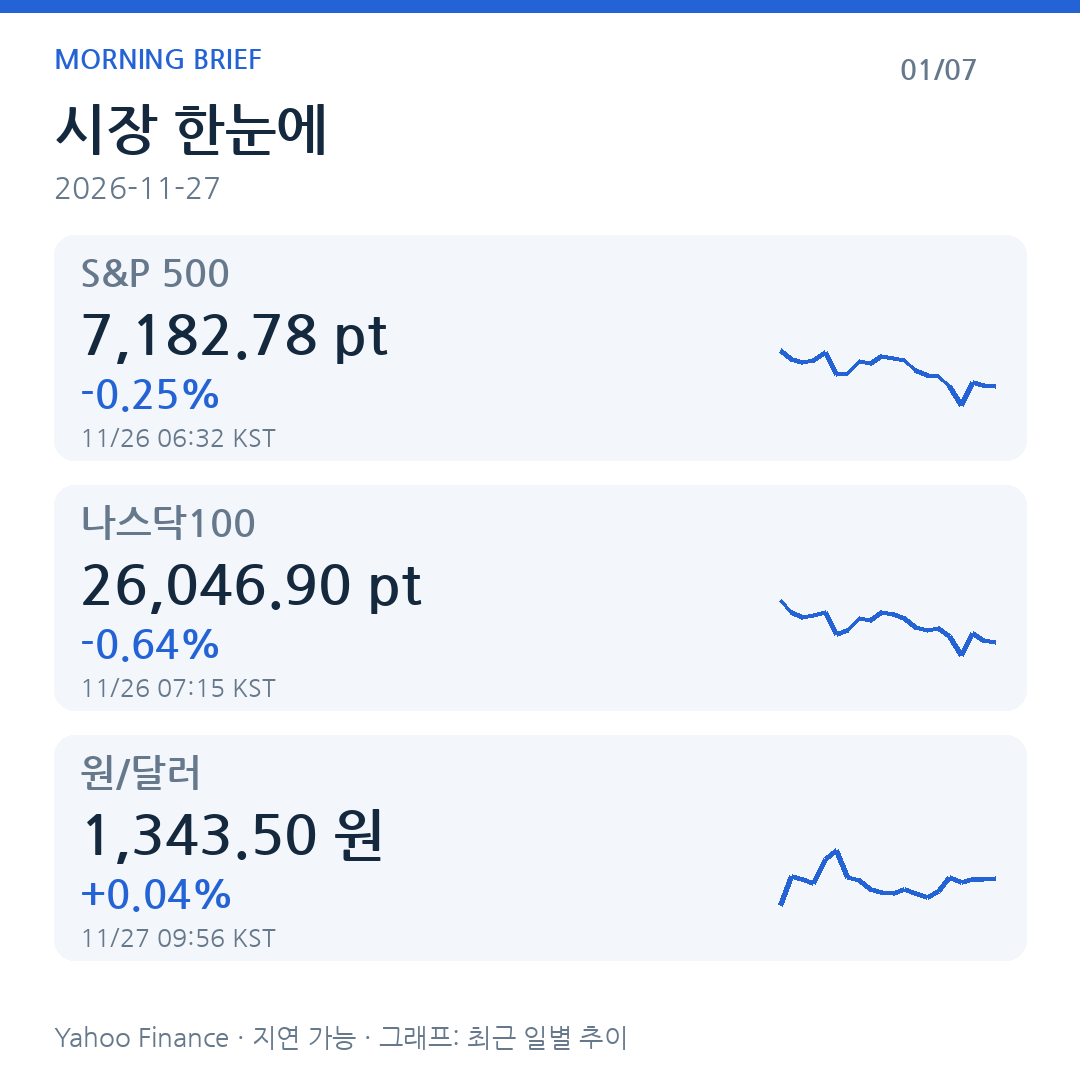 MORNING BRIEF
01/07
시장 한눈에
2026-11-27
S&P 500
7,182.78 pt
-0.25%
11/26 06:32 KST
나스닥100
26,046.90 pt
-0.64%
11/26 07:15 KST
원/달러
1,343.50 원
+0.04%
11/27 09:56 KST
Yahoo Finance · 지연 가능 · 그래프: 최근 일별 추이